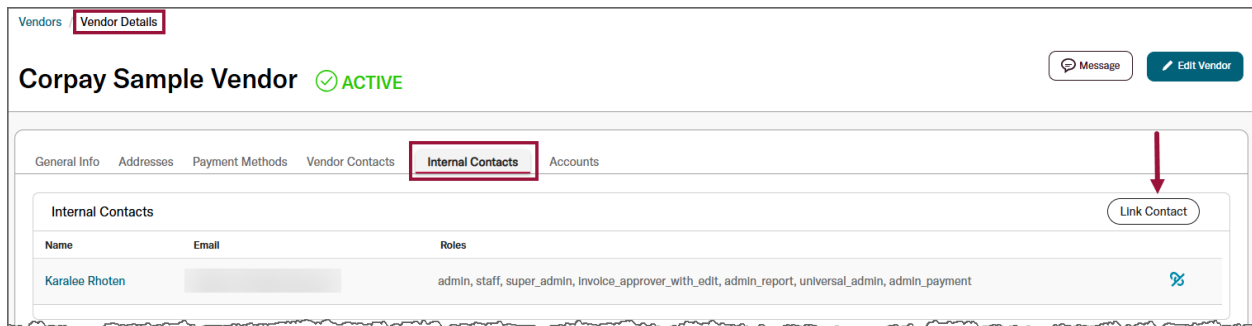 Vendors / Vendor Details
Message
Edit Vendor
Corpay Sample Vendor ACTIVE
General Info Addresses Payment Methods Vendor Contacts Internal Contacts Accounts
Internal Contacts
Link Contact
Name Email Roles
Karalee Rhoten admin, staff, super_admin, invoice_approver_with_edit, admin_report, universal_admin, admin_payment